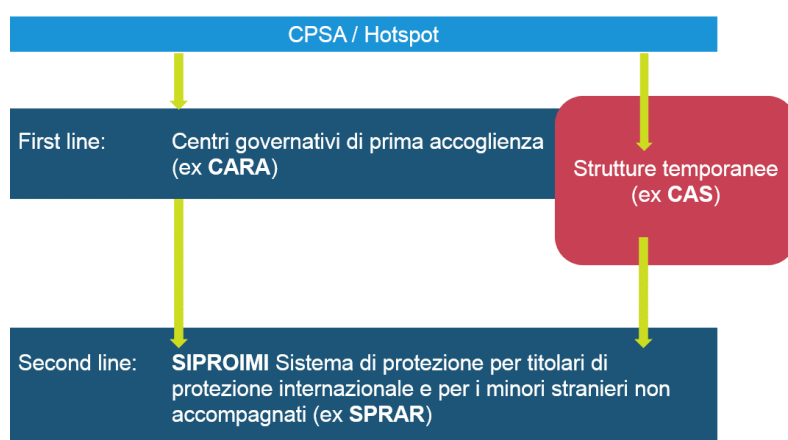 CPSA / Hotspot
First line:
Centri governativi di prima accoglienza
(ex CARA)
Strutture temporanee
(ex CAS)
Second line:
SIPROIMI Sistema di protezione per titolari di
protezione internazionale e per i minori stranieri non
accompagnati (ex SPRAR)